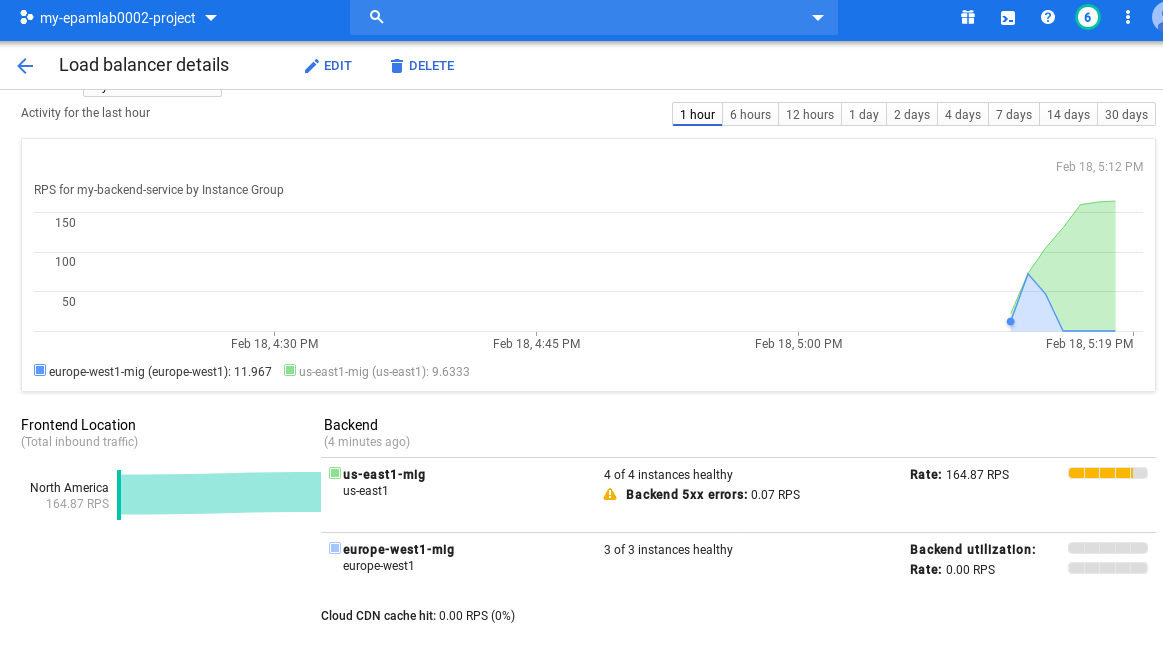 my-epamlab0002-project
6
Load balancer details
EDIT
DELETE
Activity for the last hour
1 hour 6 hours 12 hours 1 day 2 days 4 days 7 days 14 days 30 days
Feb 18, 5:12 PM
RPS for my-backend-service by Instance Group
150
100
50
Feb 18, 4:30 PM Feb 18, 4:45 PM Feb 18, 5:00 PM Feb 18, 5:19 PM
europe-west1-mig (europe-west1): 11.967 us-east1-mig (us-east1): 9.6333
Frontend Location
(Total inbound traffic)
North America
164.87 RPS
Backend
(4 minutes ago)
us-east1-mig
us-east1
4 of 4 instances healthy
Backend 5xx errors: 0.07 RPS
Rate: 164.87 RPS
europe-west1-mig
europe-west1
3 of 3 instances healthy
Backend utilization:
Rate: 0.00 RPS
Cloud CDN cache hit: 0.00 RPS (0%)